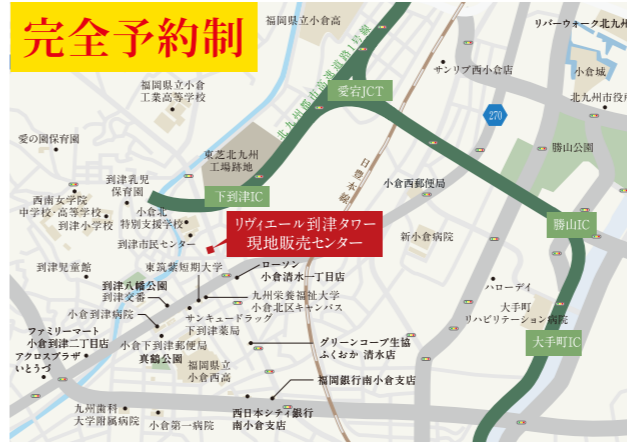 完全予約制
福岡県立小倉高
リバーウォーク北九州
サンリブ西小倉店
小倉城
北九州市役所
北九州都市高速道路1号線
福岡県立小倉
工業高等学校
愛宕JCT
270
愛の園保育園
東芝北九州
工場跡地
日豊本線
勝山公園
到津乳児
保育園
下到津IC
小倉西郵便局
西南女学院
中学校・高等学校
到津小学校
小倉北
特別支援学校
リヴィエール到津タワー
現地販売センター
勝山IC
到津市民センター
新小倉病院
到津児童館
東筑紫短期大学
ローソン
小倉清水一丁目店
ハローデイ
到津八幡公園
到津交番
九州栄養福祉大学
小倉北区キャンパス
大手町
リハビリテーション病院
小倉到津病院
サンキュードラッグ
下到津薬局
ファミリーマート
小倉到津二丁目店
小倉下到津郵便局
グリーンコープ生協
ふくおか 清水店
大手町IC
アクロスプラザ
いとうづ
真鶴公園
福岡県立
小倉西高
福岡銀行南小倉支店
九州歯科
大学附属病院
小倉第一病院
西日本シティ銀行
南小倉支店